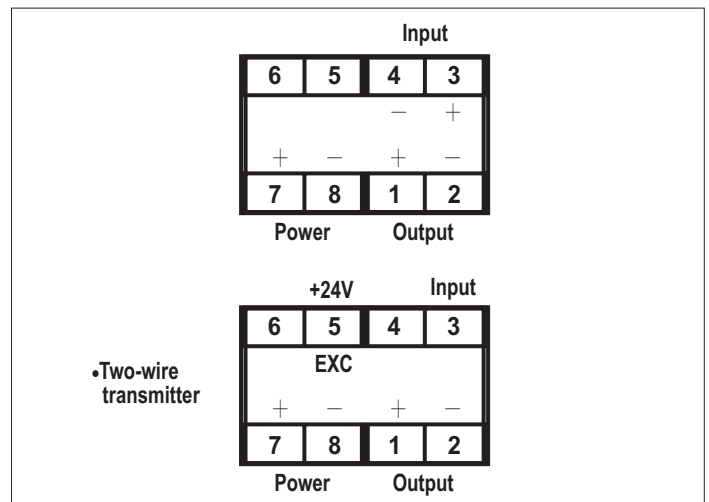 Input
6 5 4 3
− +
+ − + −
7 8 1 2
Power Output
+24V Input
6 5 4 3
EXC
•Two-wire
transmitter
+ − + −
7 8 1 2
Power Output